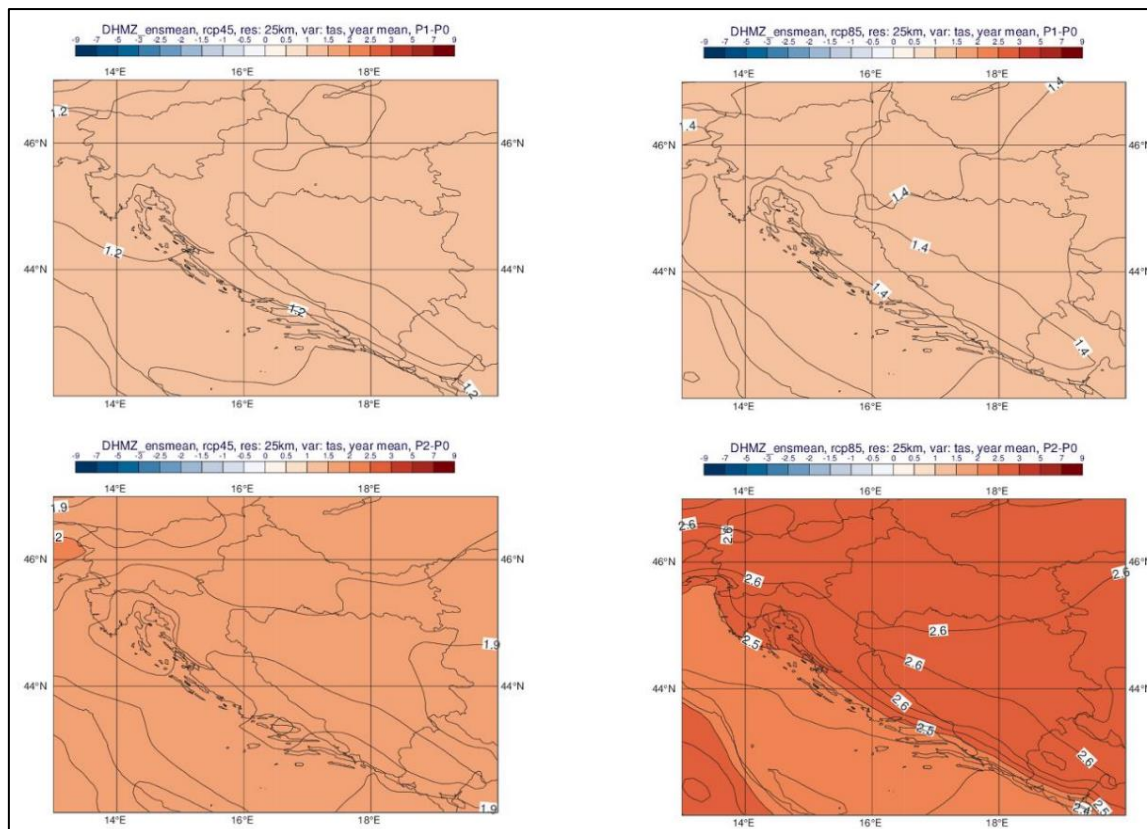 DHMZ_ensmean, rcp45, res: 25km, var: tas, year mean, P1-P0
-9 -7 -5 -3 -2.5 -2 -1.5 -1 -0.5 0 0.5 1 1.5 2 2.5 3 5 7 9
14°E 16°E 18°E
1.2
46°N 46°N
1.2
44°N 44°N
1.2
1.2
14°E 16°E 18°E
DHMZ_ensmean, rcp85, res: 25km, var: tas, year mean, P1-P0
-9 -7 -5 -3 -2.5 -2 -1.5 -1 -0.5 0 0.5 1 1.5 2 2.5 3 5 7 9
14°E 16°E 18°E
1.4
1.4
46°N 46°N
1.4
1.4
44°N 44°N
1.4
1.4
14°E 16°E 18°E
DHMZ_ensmean, rcp45, res: 25km, var: tas, year mean, P2-P0
-9 -7 -5 -3 -2.5 -2 -1.5 -1 -0.5 0 0.5 1 1.5 2 2.5 3 5 7 9
14°E 16°E 18°E
1.9
2
46°N 46°N
1.9
44°N 44°N
1.9
14°E 16°E 18°E
DHMZ_ensmean, rcp85, res: 25km, var: tas, year mean, P2-P0
-9 -7 -5 -3 -2.5 -2 -1.5 -1 -0.5 0 0.5 1 1.5 2 2.5 3 5 7 9
14°E 16°E 18°E
2.6 2.6
2.6
46°N 46°N
2.6 2.6
2.6
2.5
2.6
44°N 44°N
2.6
2.5
2.6
2.4
2.5
14°E 16°E 18°E